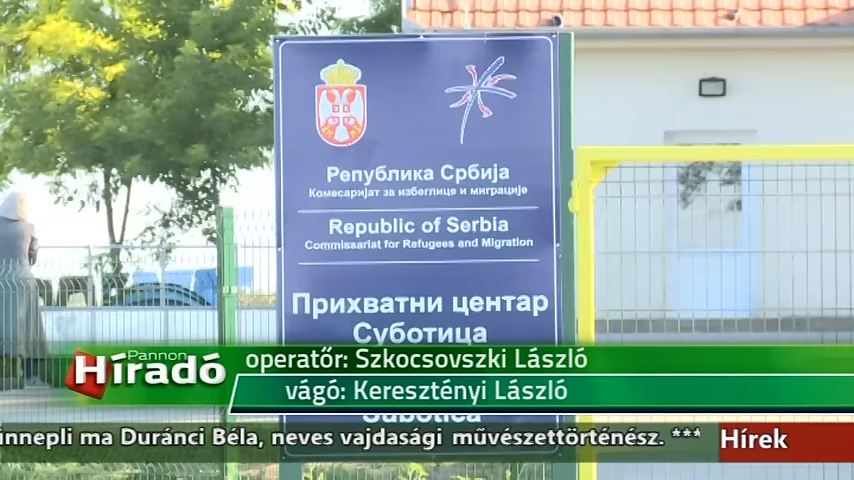 Република Србија
Комесаријат за избеглице и миграције
Republic of Serbia
Commissariat for Refugees and Migration
Прихватни центар
Суботица
Pannon
Híradó
operatőr: Szkocsovszki László
vágó: Keresztényi László
Subotica
ünnepli ma Duránci Béla, neves vajdasági művészettörténész. ***
Hírek